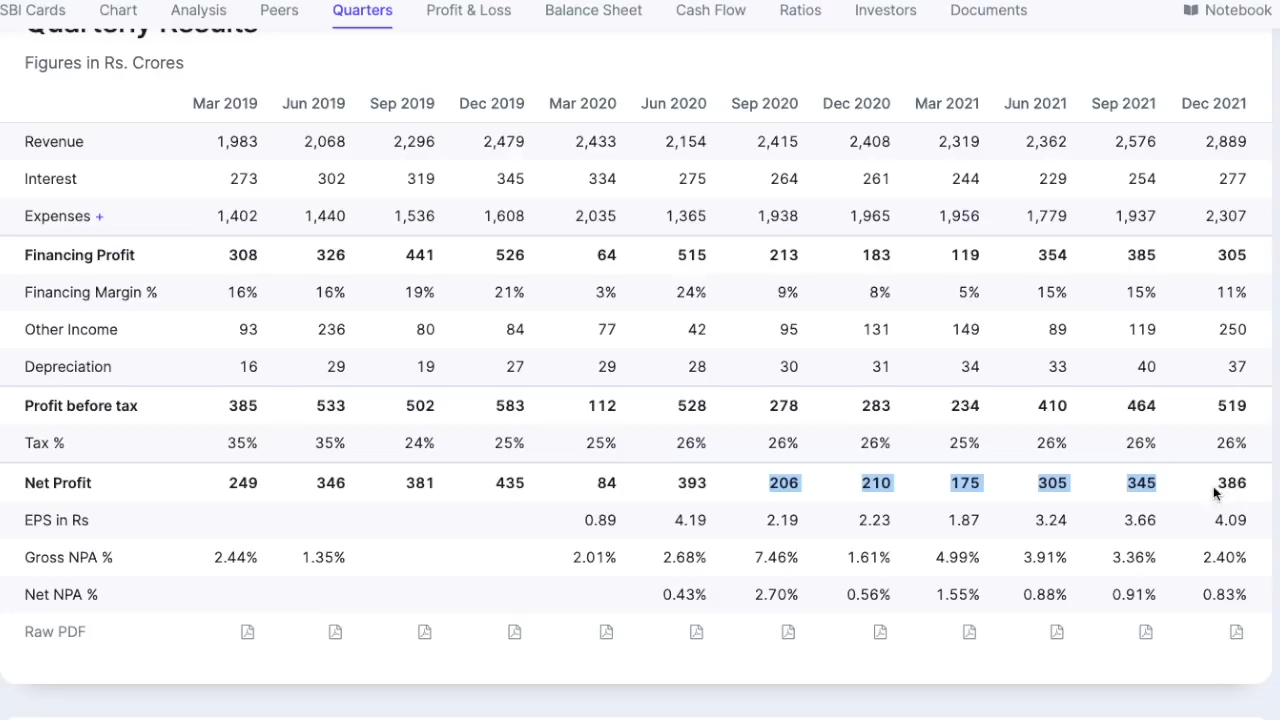 SBI Cards Chart Analysis Peers Quarters Profit & Loss Balance Sheet Cash Flow Ratios Investors Documents Notebook
Quarterly Results
Figures in Rs. Crores
Mar 2019 Jun 2019 Sep 2019 Dec 2019 Mar 2020 Jun 2020 Sep 2020 Dec 2020 Mar 2021 Jun 2021 Sep 2021 Dec 2021
Revenue 1,983 2,068 2,296 2,479 2,433 2,154 2,415 2,408 2,319 2,362 2,576 2,889
Interest 273 302 319 345 334 275 264 261 244 229 254 277
Expenses + 1,402 1,440 1,536 1,608 2,035 1,365 1,938 1,965 1,956 1,779 1,937 2,307
Financing Profit 308 326 441 526 64 515 213 183 119 354 385 305
Financing Margin % 16% 16% 19% 21% 3% 24% 9% 8% 5% 15% 15% 11%
Other Income 93 236 80 84 77 42 95 131 149 89 119 250
Depreciation 16 29 19 27 29 28 30 31 34 33 40 37
Profit before tax 385 533 502 583 112 528 278 283 234 410 464 519
Tax % 35% 35% 24% 25% 25% 26% 26% 26% 25% 26% 26% 26%
Net Profit 249 346 381 435 84 393 206 210 175 305 345 386
EPS in Rs 0.89 4.19 2.19 2.23 1.87 3.24 3.66 4.09
Gross NPA % 2.44% 1.35% 2.01% 2.68% 7.46% 1.61% 4.99% 3.91% 3.36% 2.40%
Net NPA % 0.43% 2.70% 0.56% 1.55% 0.88% 0.91% 0.83%
Raw PDF